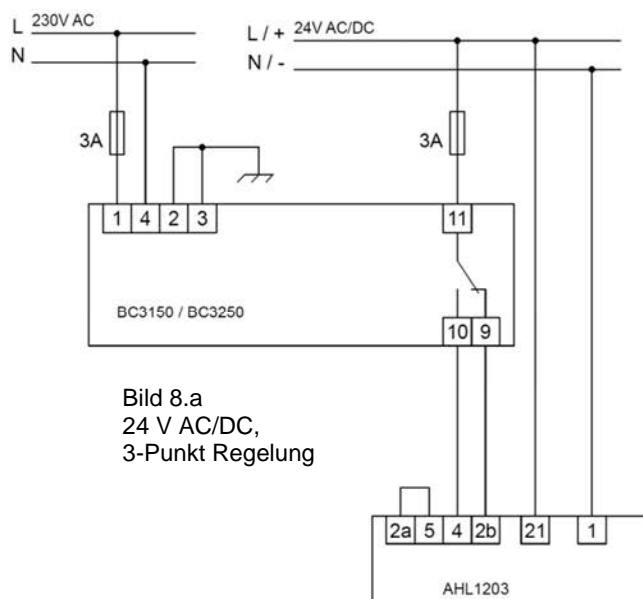 L 230V AC
N
L / + 24V AC/DC
N / -
3A
3A
1 4 2 3
11
BC3150 / BC3250
10 9
Bild 8.a
24 V AC/DC,
3-Punkt Regelung
2a 5 4 2b 21 1
AHL1203